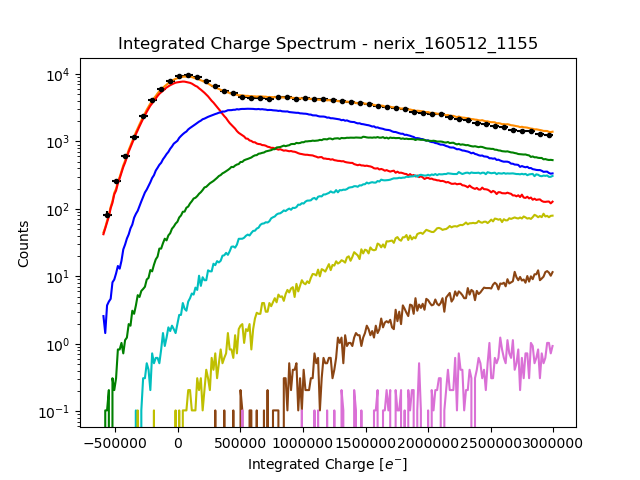 Integrated Charge Spectrum - nerix_160512_1155
Counts
10⁴
10³
10²
10¹
10⁰
10⁻¹
−500000 0 500000 1000000 1500000 2000000 2500000 3000000
Integrated Charge [e⁻]